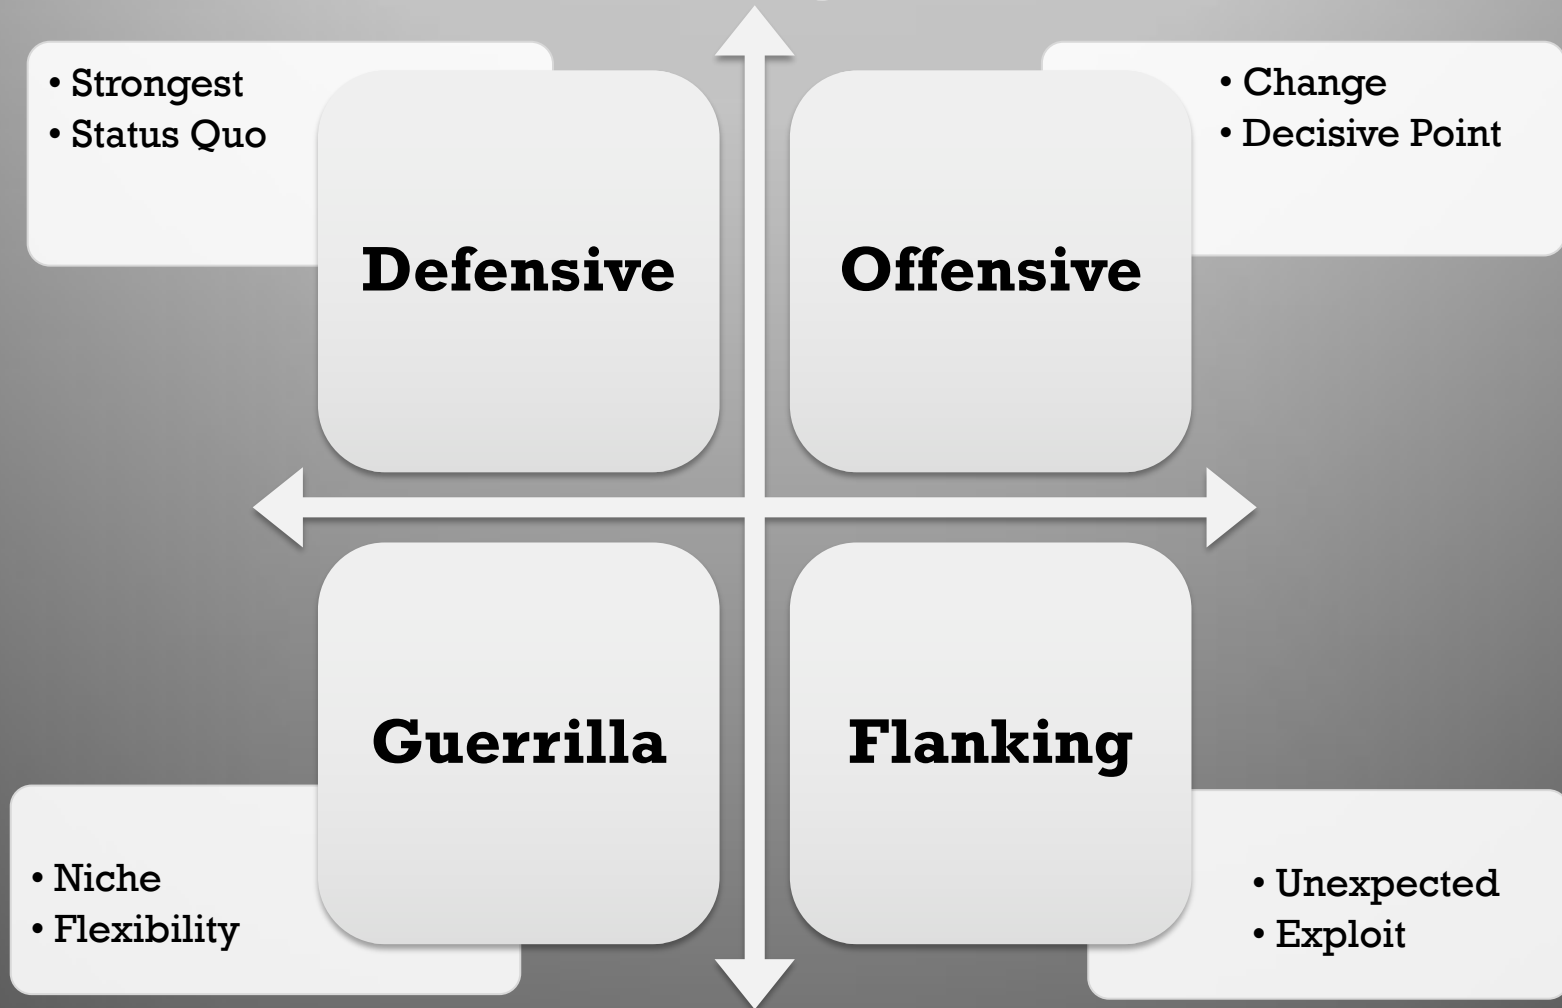 • Strongest
• Status Quo
Defensive
Offensive
• Change
• Decisive Point
Guerrilla
• Niche
• Flexibility
Flanking
• Unexpected
• Exploit